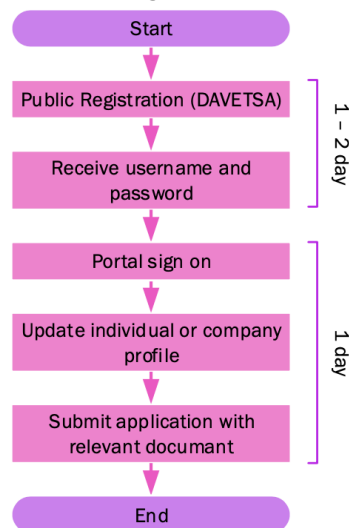 Start
Public Registration (DAVETSA)
1 – 2 day
Receive username and
password
Portal sign on
Update individual or company
profile
1 day
Submit application with
relevant documant
End